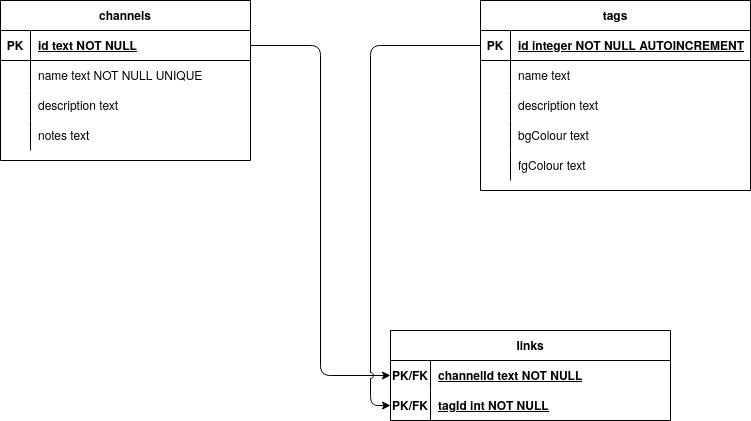 channels
PK id text NOT NULL
name text NOT NULL UNIQUE
description text
notes text
tags
PK id integer NOT NULL AUTOINCREMENT
name text
description text
bgColour text
fgColour text
links
PK/FK channelId text NOT NULL
PK/FK tagId int NOT NULL